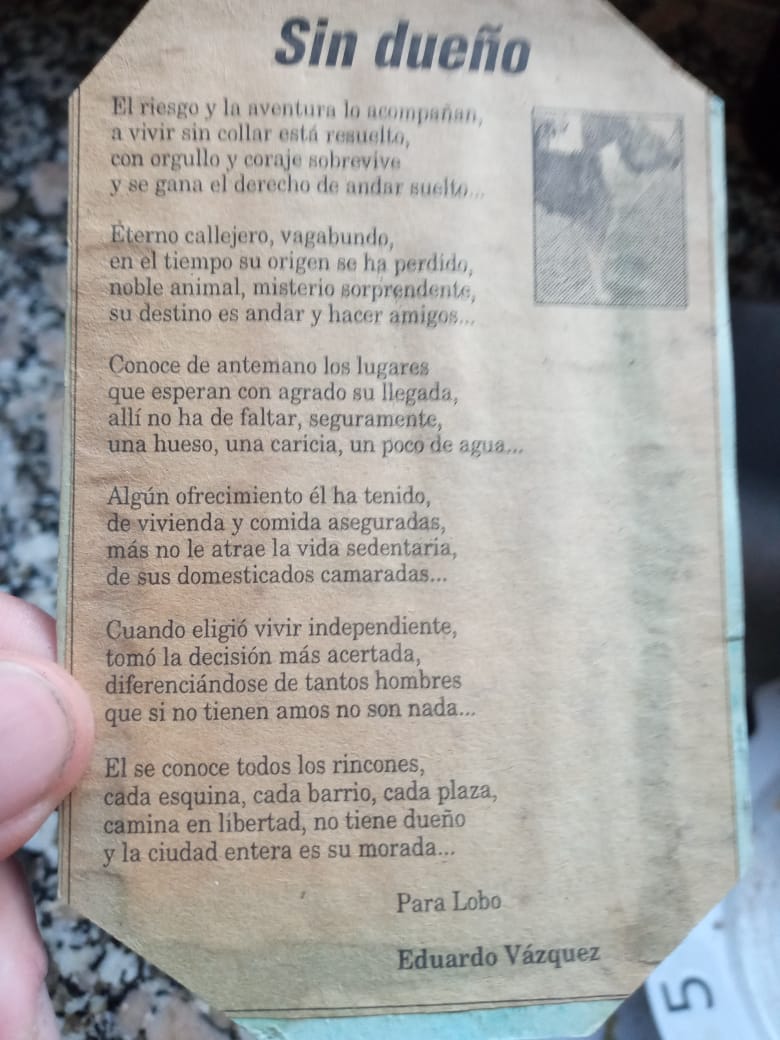 Sin dueño
El riesgo y la aventura lo acompañan,
a vivir sin collar está resuelto,
con orgullo y coraje sobrevive
y se gana el derecho de andar suelto...
Eterno callejero, vagabundo,
en el tiempo su origen se ha perdido,
noble animal, misterio sorprendente,
su destino es andar y hacer amigos...
Conoce de antemano los lugares
que esperan con agrado su llegada,
allí no ha de faltar, seguramente,
una hueso, una caricia, un poco de agua...
Algún ofrecimiento él ha tenido,
de vivienda y comida aseguradas,
más no le atrae la vida sedentaria,
de sus domesticados camaradas...
Cuando eligió vivir independiente,
tomó la decisión más acertada,
diferenciándose de tantos hombres
que si no tienen amos no son nada...
El se conoce todos los rincones,
cada esquina, cada barrio, cada plaza,
camina en libertad, no tiene dueño
y la ciudad entera es su morada...
Para Lobo
Eduardo Vázquez
5